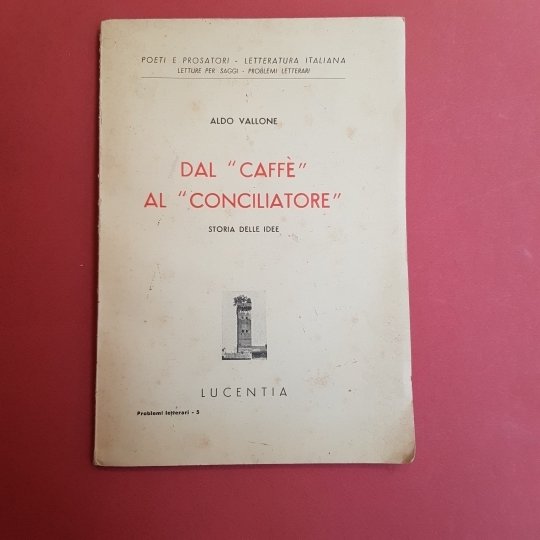 POETI E PROSATORI - LETTERATURA ITALIANA
LETTURE PER SAGGI - PROBLEMI LETTERARI
ALDO VALLONE
DAL "CAFFÈ"
AL "CONCILIATORE"
STORIA DELLE IDEE
LUCENTIA
Problemi letterari - 5